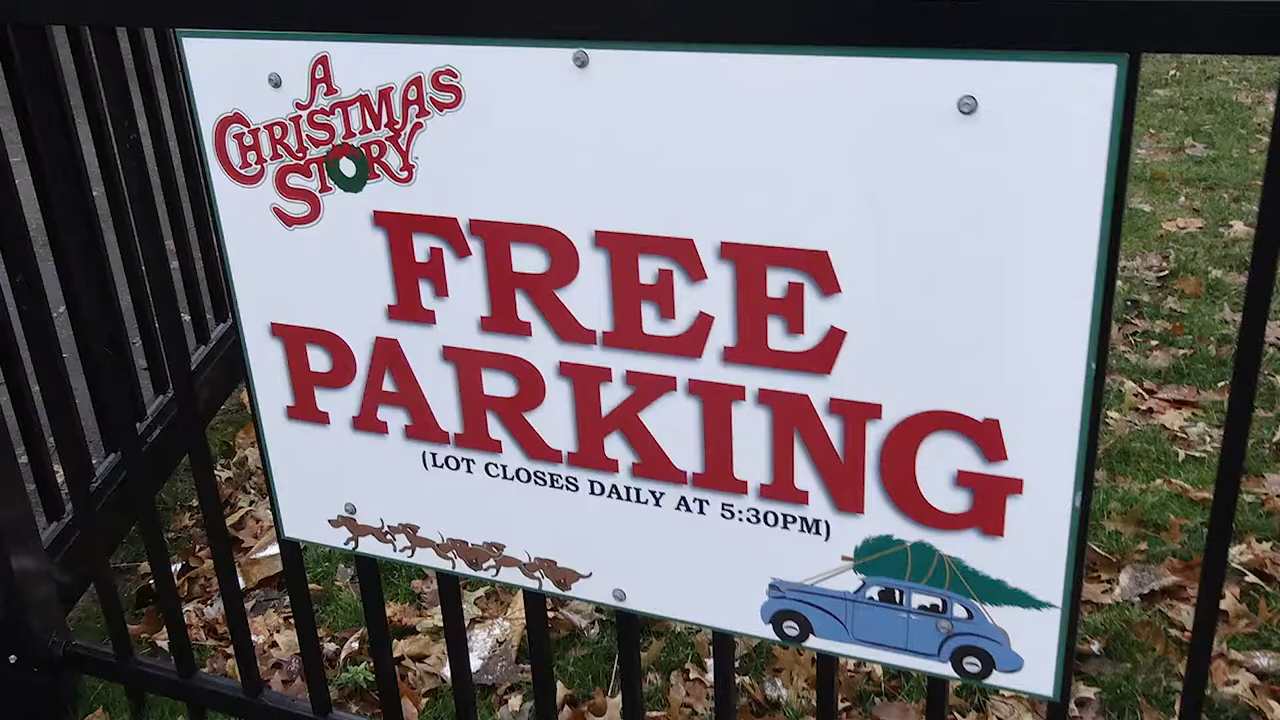 A
CHRISTMAS
STORY
FREE
PARKING
(LOT CLOSES DAILY AT 5:30PM)